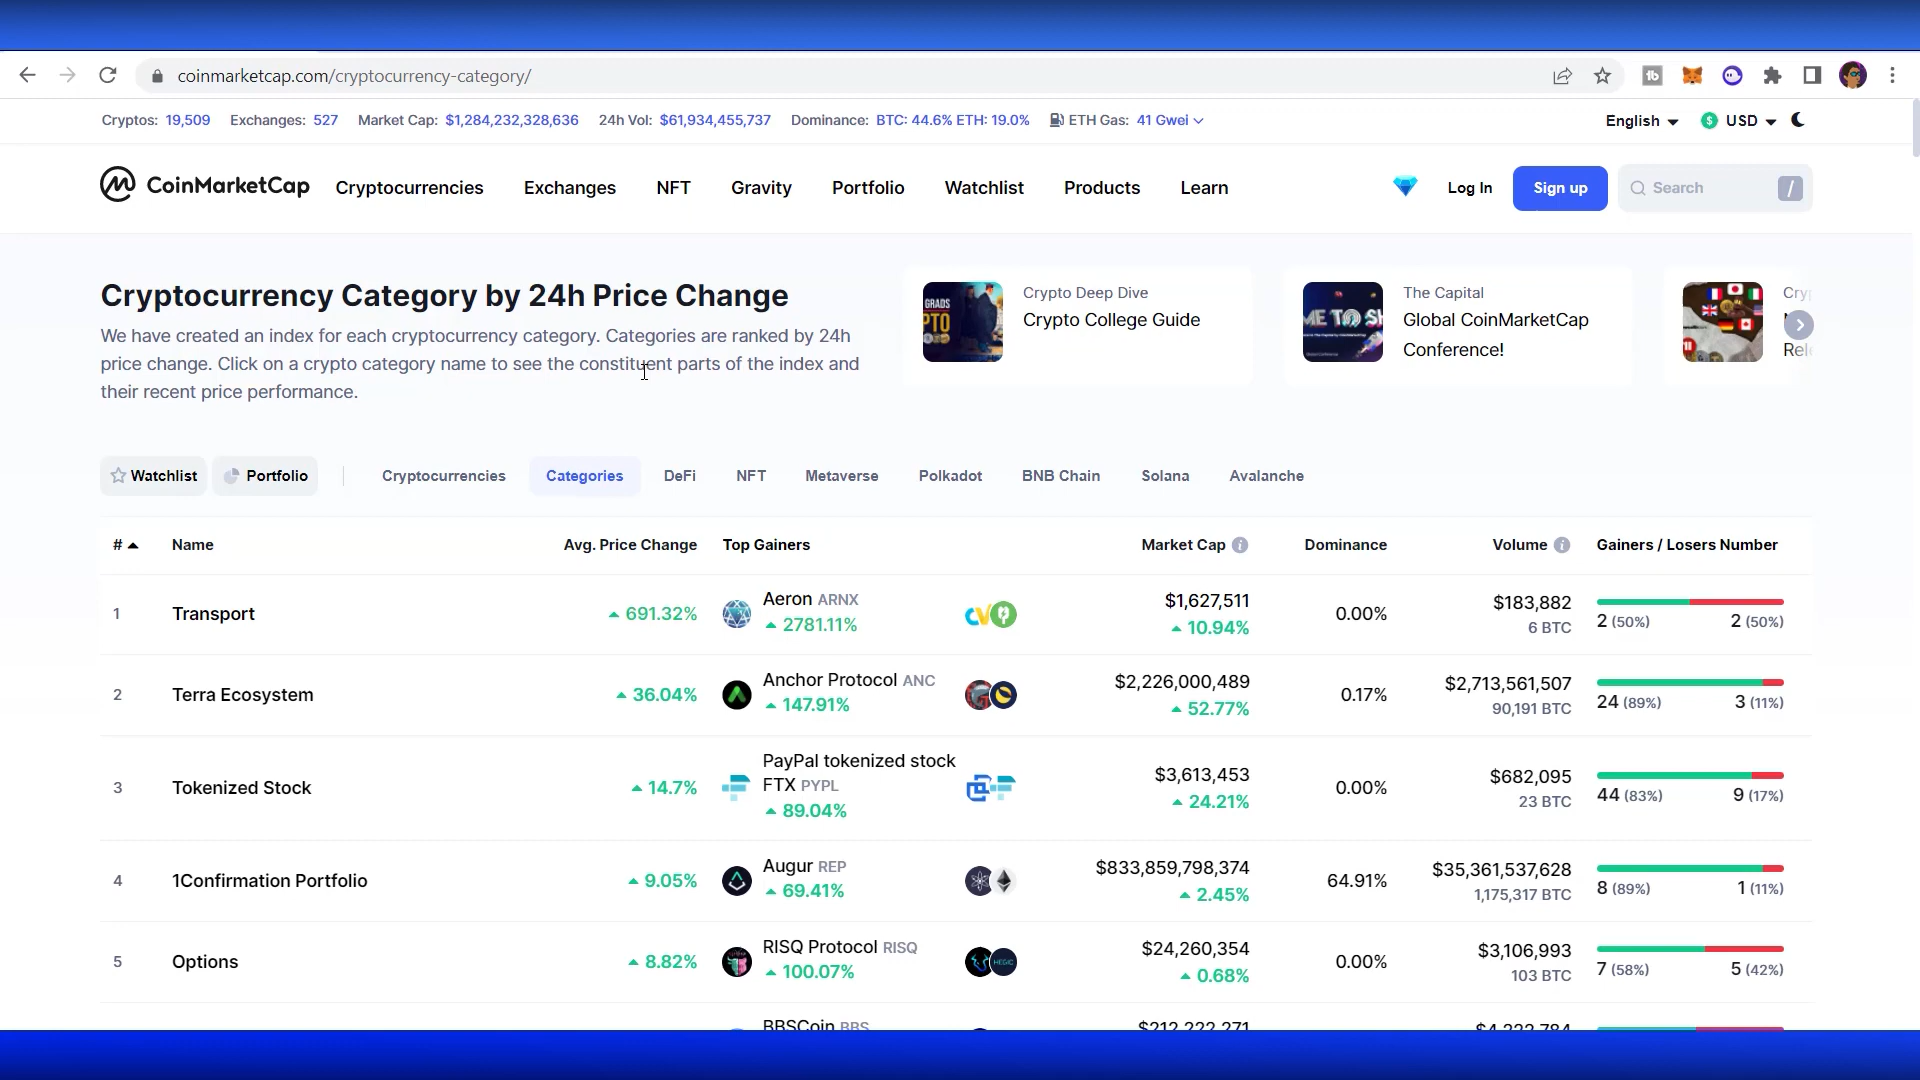 coinmarketcap.com/cryptocurrency-category/
Cryptos: 19,509 Exchanges: 527 Market Cap: $1,284,232,328,636 24h Vol: $61,934,455,737 Dominance: BTC: 44.6% ETH: 19.0% ETH Gas: 41 Gwei English USD
CoinMarketCap Cryptocurrencies Exchanges NFT Gravity Portfolio Watchlist Products Learn Log In Sign up Search /
Cryptocurrency Category by 24h Price Change
We have created an index for each cryptocurrency category. Categories are ranked by 24h
price change. Click on a crypto category name to see the constituent parts of the index and
their recent price performance.
Crypto Deep Dive
Crypto College Guide
The Capital
Global CoinMarketCap
Conference!
Watchlist Portfolio Cryptocurrencies Categories DeFi NFT Metaverse Polkadot BNB Chain Solana Avalanche
# Name Avg. Price Change Top Gainers Market Cap Dominance Volume Gainers / Losers Number
1 Transport 691.32% Aeron ARNX $1,627,511 0.00% $183,882
2781.11% 10.94% 6 BTC 2 (50%) 2 (50%)
2 Terra Ecosystem 36.04% Anchor Protocol ANC $2,226,000,489 0.17% $2,713,561,507
147.91% 52.77% 90,191 BTC 24 (89%) 3 (11%)
3 Tokenized Stock 14.7% PayPal tokenized stock $3,613,453 0.00% $682,095
FTX PYPL 24.21% 23 BTC 44 (83%) 9 (17%)
89.04%
4 1Confirmation Portfolio 9.05% Augur REP $833,859,798,374 64.91% $35,361,537,628
69.41% 2.45% 1,175,317 BTC 8 (89%) 1 (11%)
5 Options 8.82% RISQ Protocol RISQ $24,260,354 0.00% $3,106,993
100.07% 0.68% 103 BTC 7 (58%) 5 (42%)
BBSCoin BBS $212,222,271